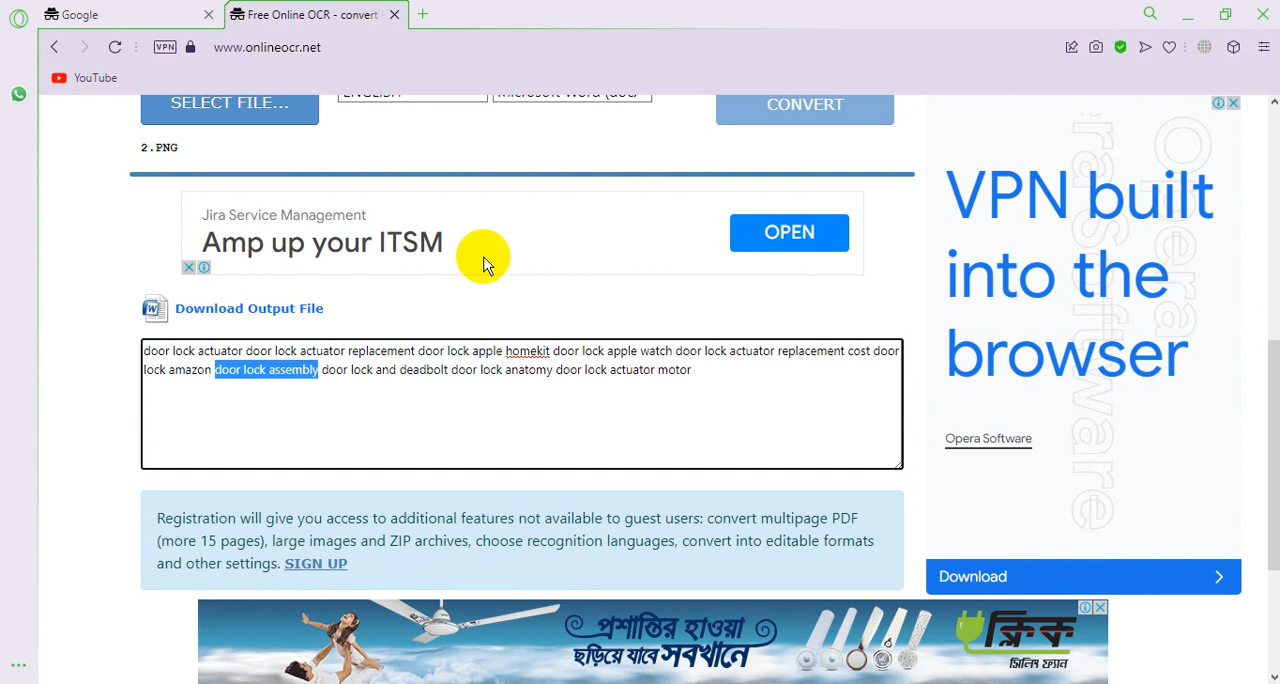 Google
Free Online OCR - convert
VPN
www.onlineocr.net
YouTube
SELECT FILE...
ENGLISH
Microsoft Word (docx
CONVERT
2.PNG
Jira Service Management
Amp up your ITSM
OPEN
Download Output File
door lock actuator door lock actuator replacement door lock apple homekit door lock apple watch door lock actuator replacement cost door
lock amazon door lock assembly door lock and deadbolt door lock anatomy door lock actuator motor
Registration will give you access to additional features not available to guest users: convert multipage PDF
(more 15 pages), large images and ZIP archives, choose recognition languages, convert into editable formats
and other settings. SIGN UP
VPN built
into the
browser
Opera Software
Download
প্রশান্তির হাওয়া
ছড়িয়ে যাবে সবখানে
ক্লিক
সিলিং ফ্যান